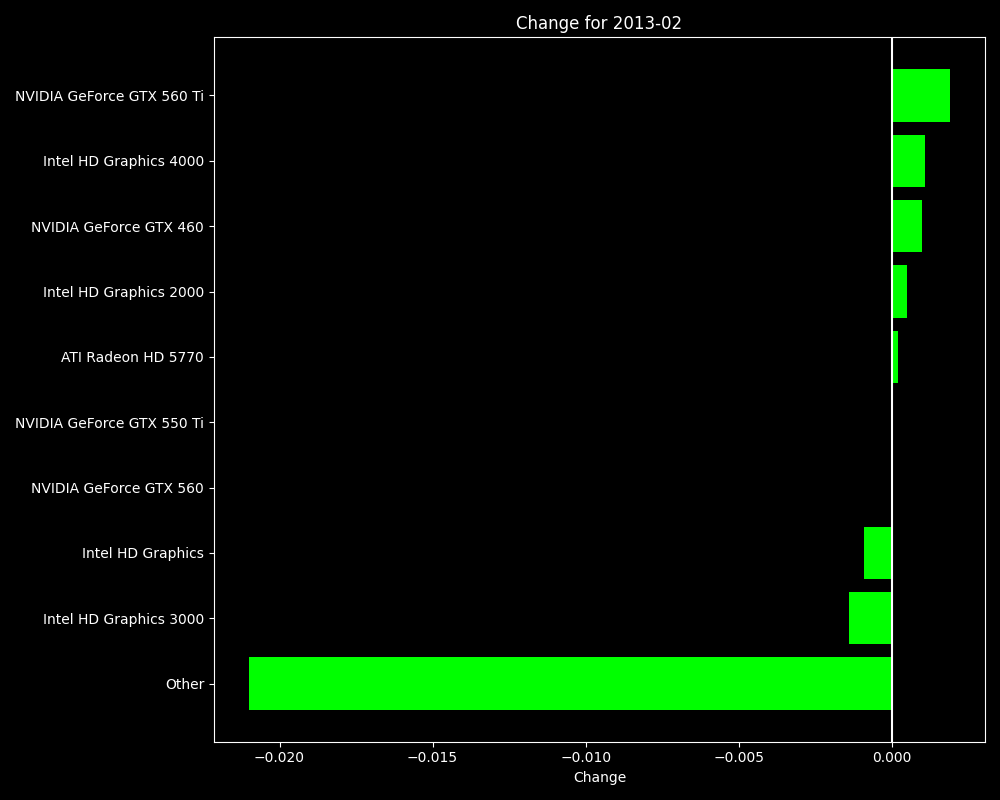 Change for 2013-02
NVIDIA GeForce GTX 560 Ti
Intel HD Graphics 4000
NVIDIA GeForce GTX 460
Intel HD Graphics 2000
ATI Radeon HD 5770
NVIDIA GeForce GTX 550 Ti
NVIDIA GeForce GTX 560
Intel HD Graphics
Intel HD Graphics 3000
Other
−0.020 −0.015 −0.010 −0.005 0.000
Change